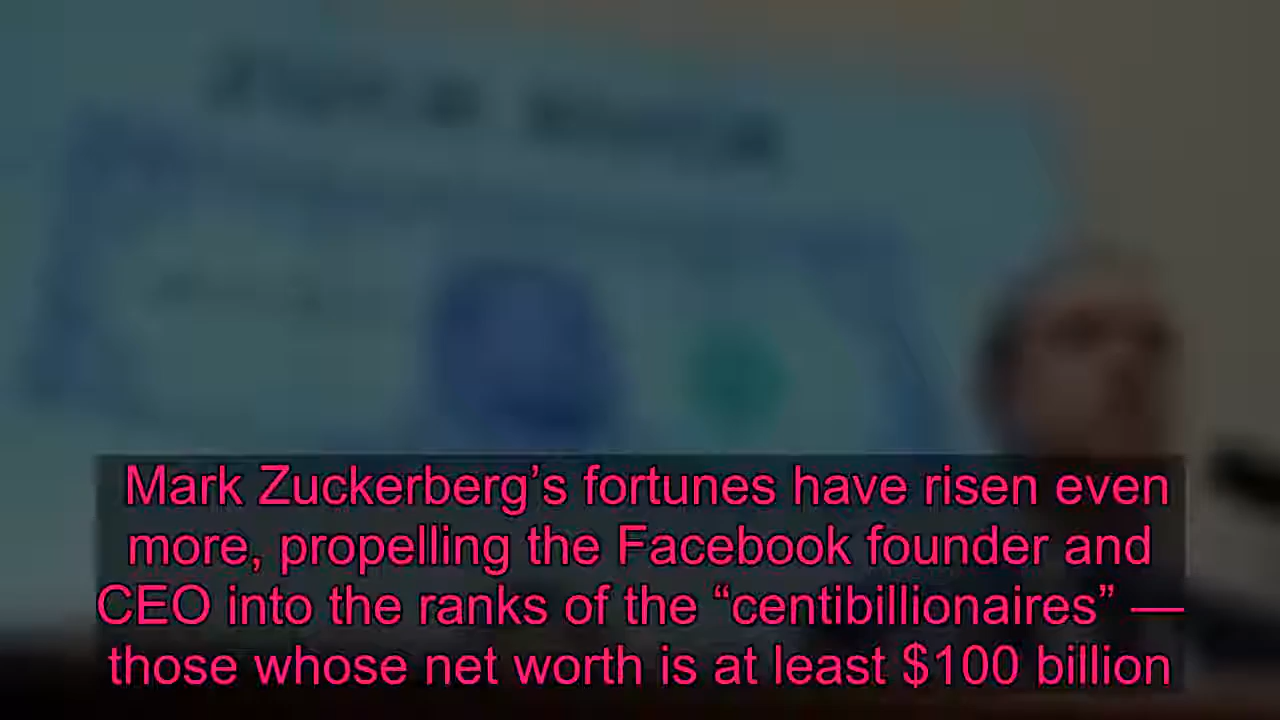 Mark Zuckerberg’s fortunes have risen even
more, propelling the Facebook founder and
CEO into the ranks of the “centibillionaires” —
those whose net worth is at least $100 billion